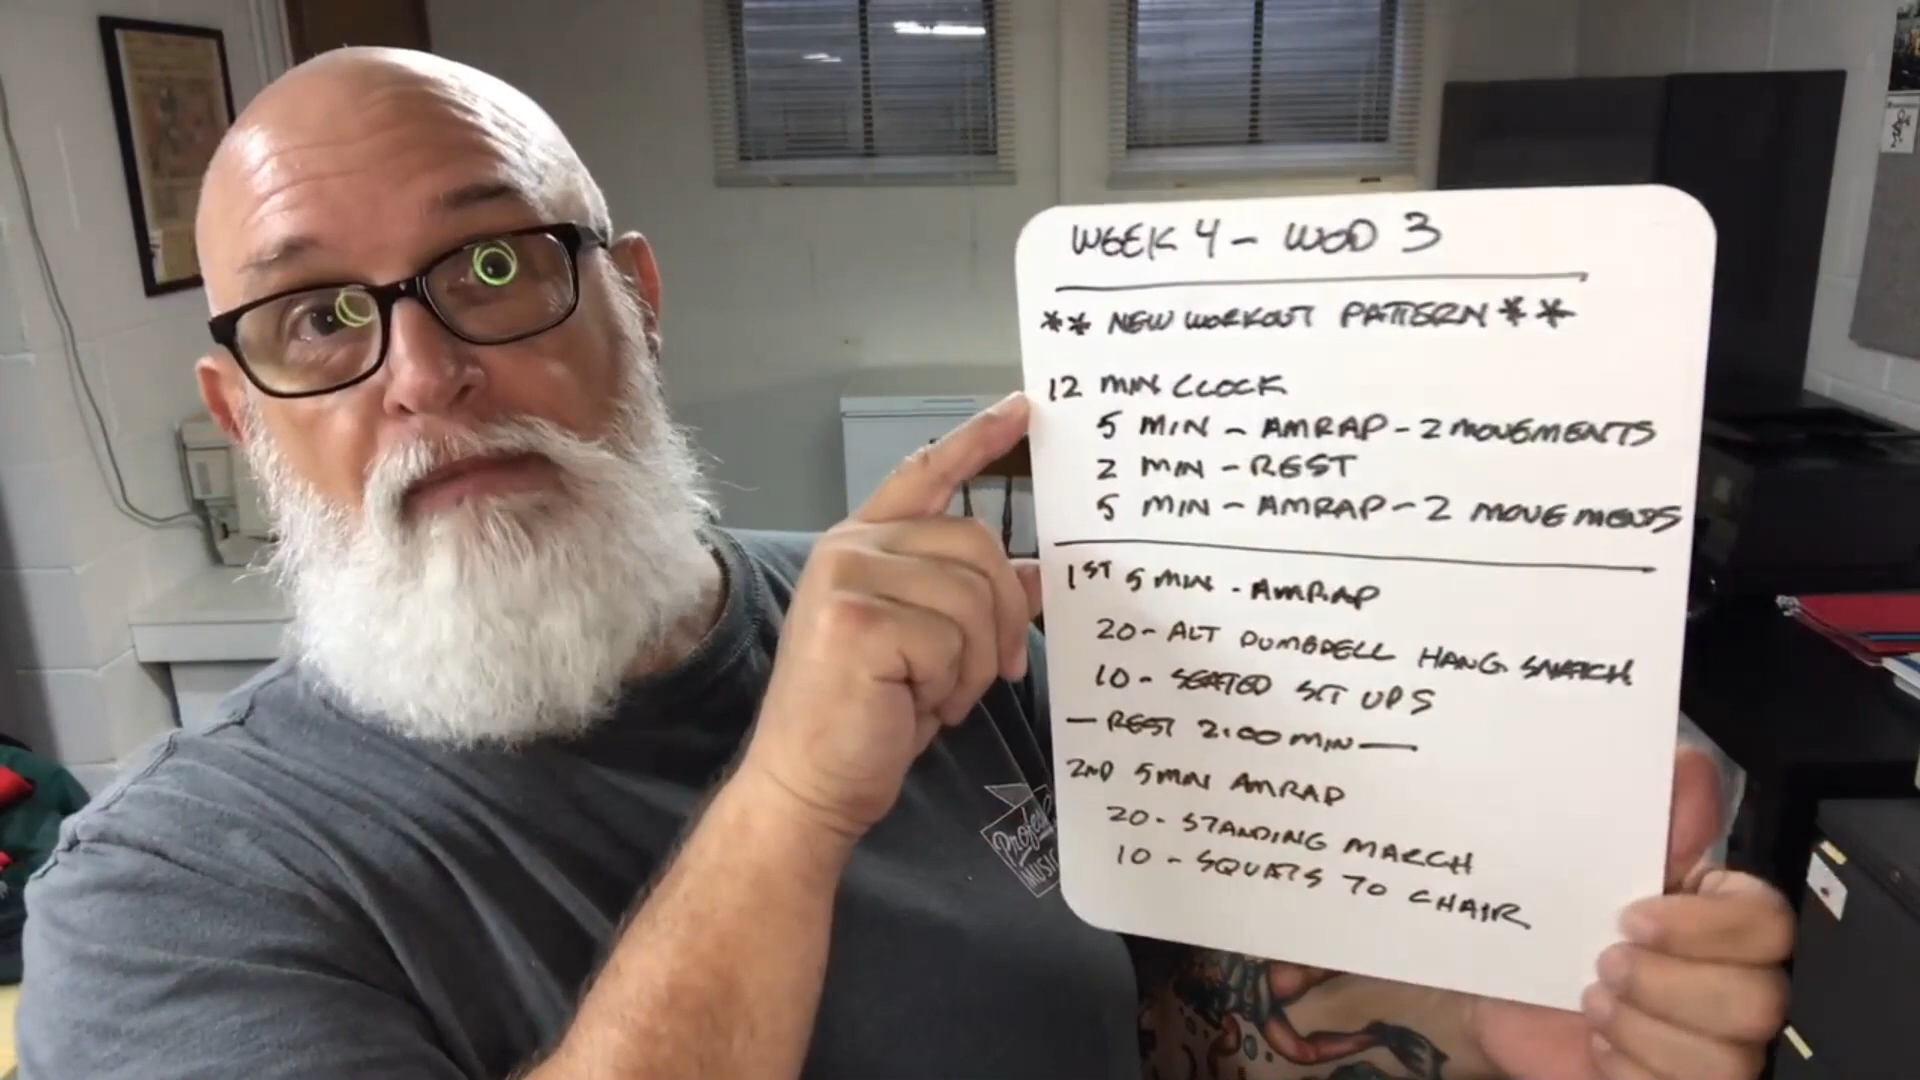 WEEK 4 - WOD 3
** NEW WORKOUT PATTERN **
12 MIN CLOCK
5 MIN - AMRAP - 2 MOVEMENTS
2 MIN - REST
5 MIN - AMRAP - 2 MOVEMENTS
1ST 5 MIN - AMRAP
20 - ALT DUMBBELL HANG SNATCH
10 - SEATED SIT UPS
— REST 2:00 MIN —
2ND 5 MIN AMRAP
20 - STANDING MARCH
10 - SQUATS TO CHAIR
MUSIC